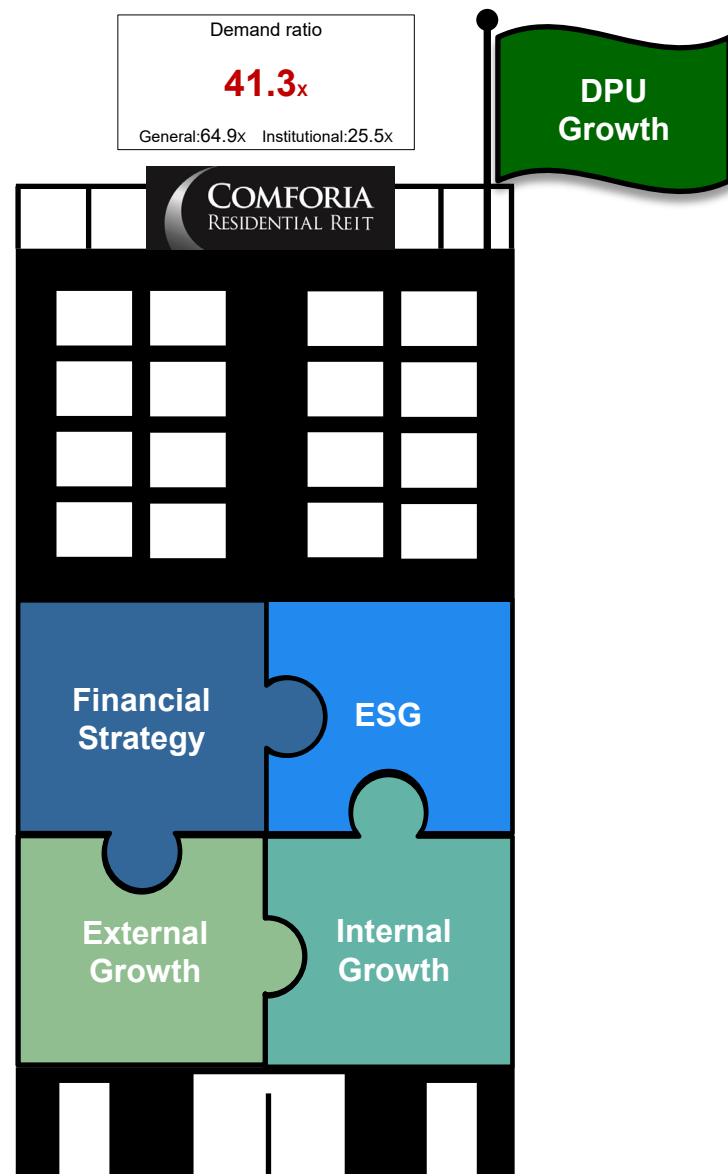 Demand ratio
41.3x
General:64.9x Institutional:25.5x
DPU
Growth
COMFORIA
RESIDENTIAL REIT
Financial
Strategy
ESG
External
Growth
Internal
Growth